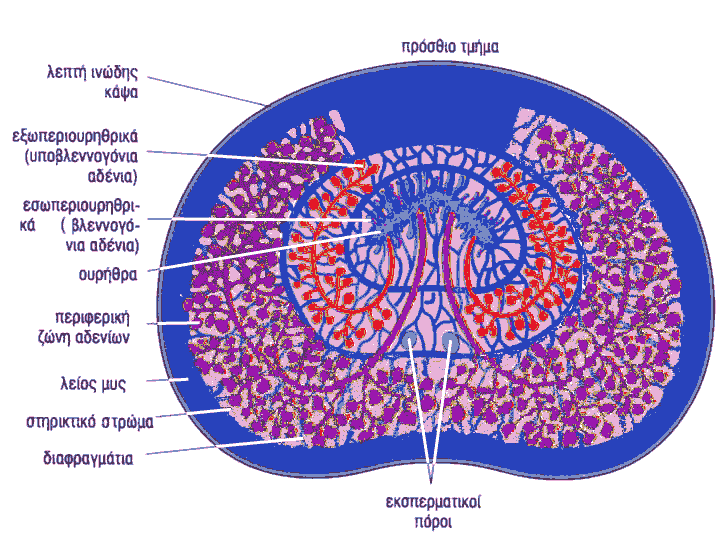 πρόσθιο τμήμα
λεπτή ινώδης
κάψα
εξωπεριουρηθρικά
(υποβλεννογόνια
αδένια)
εσωπεριουρηθρι-
κά ( βλεννογό-
νια αδένια)
ουρήθρα
περιφερική
ζώνη αδενίων
λείος μυς
στηρικτικό στρώμα
διαφραγμάτια
εκσπερματικοί
πόροι